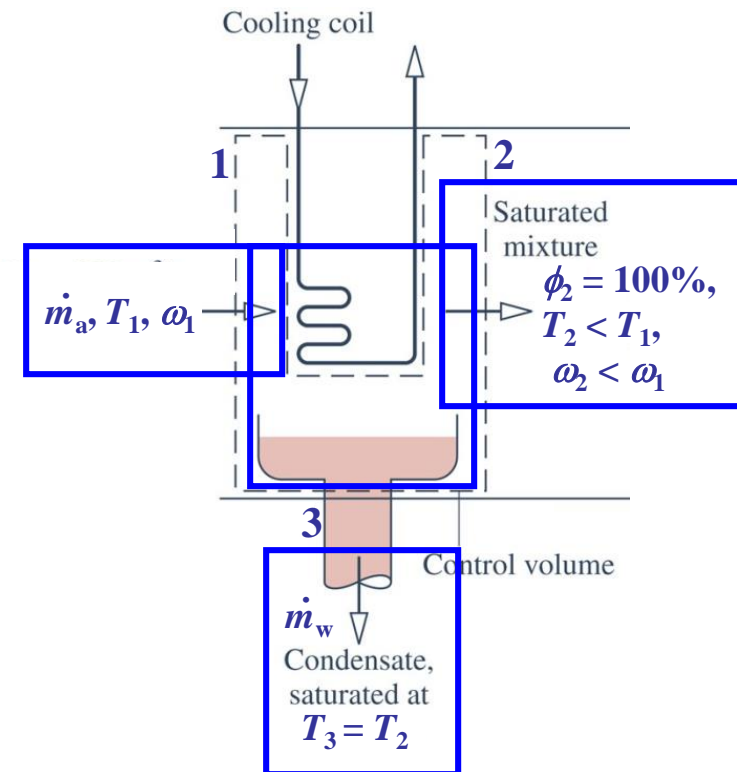 Cooling coil
1
2
Saturated
mixture
ϕ₂ = 100%,
T₂ < T₁,
ω₂ < ω₁
ṁₐ, T₁, ω₁
3
Control volume
ṁ_w
Condensate,
saturated at
T₃ = T₂